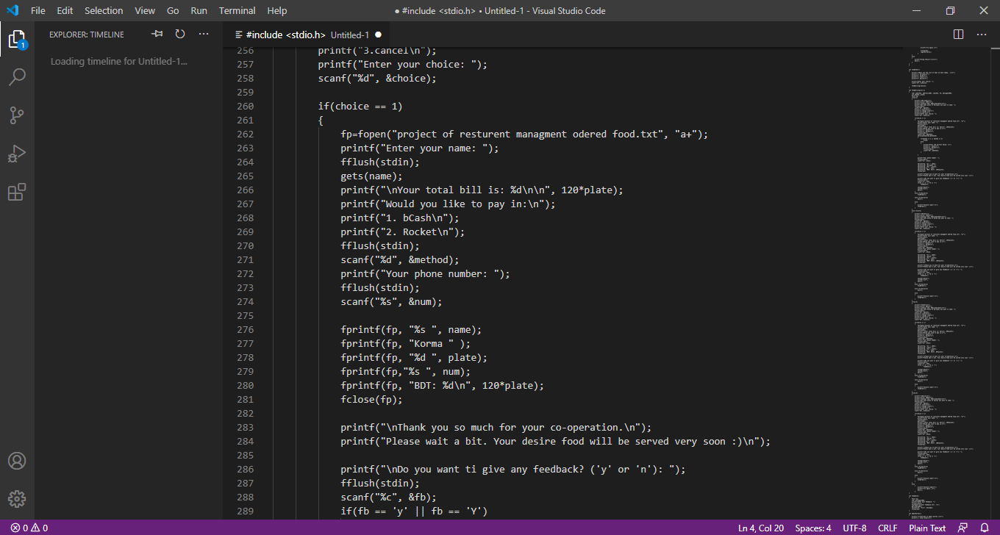 File Edit Selection View Go Run Terminal Help
● #include <stdio.h> • Untitled-1 - Visual Studio Code
EXPLORER: TIMELINE
Loading timeline for Untitled-1...
1
#include <stdio.h> Untitled-1
256 printf("3.cancel\n");
257 printf("Enter your choice: ");
258 scanf("%d", &choice);
259
260 if(choice == 1)
261 {
262 fp=fopen("project of resturent managment odered food.txt", "a+");
263 printf("Enter your name: ");
264 fflush(stdin);
265 gets(name);
266 printf("\nYour total bill is: %d\n\n", 120*plate);
267 printf("Would you like to pay in:\n");
268 printf("1. bCash\n");
269 printf("2. Rocket\n");
270 fflush(stdin);
271 scanf("%d", &method);
272 printf("Your phone number: ");
273 fflush(stdin);
274 scanf("%s", &num);
275
276 fprintf(fp, "%s ", name);
277 fprintf(fp, "Korma " );
278 fprintf(fp, "%d ", plate);
279 fprintf(fp,"%s ", num);
280 fprintf(fp, "BDT: %d\n", 120*plate);
281 fclose(fp);
282
283 printf("\nThank you so much for your co-operation.\n");
284 printf("Please wait a bit. Your desire food will be served very soon :)\n");
285
286 printf("\nDo you want ti give any feedback? ('y' or 'n'): ");
287 fflush(stdin);
288 scanf("%c", &fb);
289 if(fb == 'y' || fb == 'Y')
0 0
Ln 4, Col 20 Spaces: 4 UTF-8 CRLF Plain Text